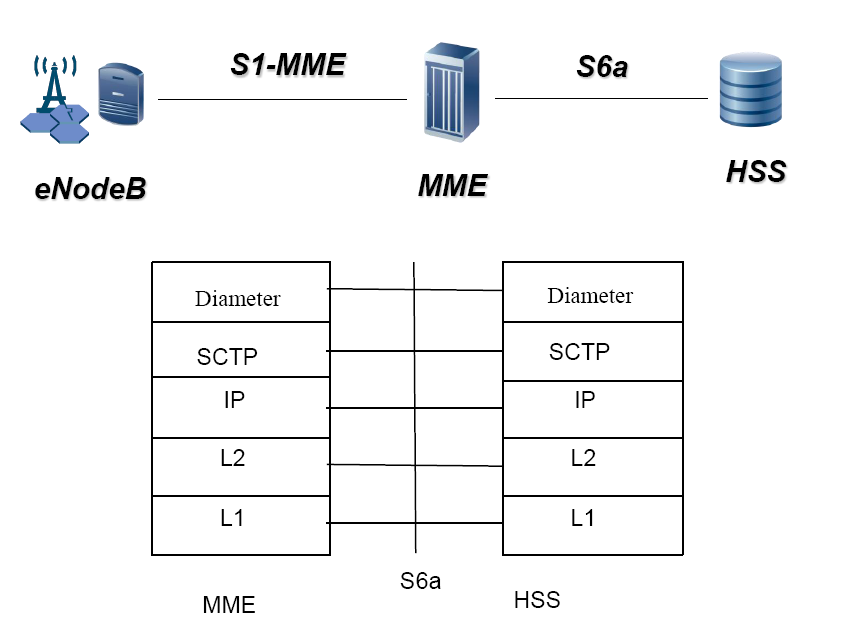 S1-MME
S6a
eNodeB
MME
HSS
Diameter
Diameter
SCTP
SCTP
IP
IP
L2
L2
L1
L1
MME
S6a
HSS